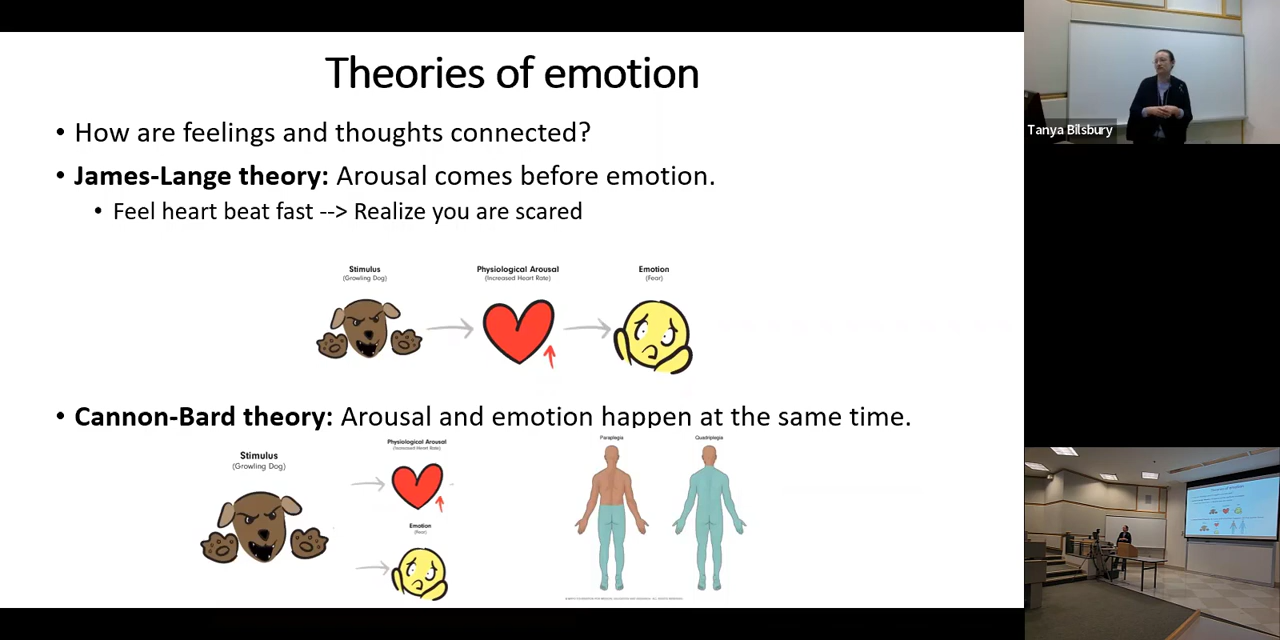 Theories of emotion
• How are feelings and thoughts connected?
• James-Lange theory: Arousal comes before emotion.
• Feel heart beat fast --> Realize you are scared
Stimulus
(Growling Dog)
Physiological Arousal
(Increased Heart Rate)
Emotion
(Fear)
• Cannon-Bard theory: Arousal and emotion happen at the same time.
Stimulus
(Growling Dog)
Physiological Arousal
(Increased Heart Rate)
Emotion
(Fear)
Paraplegia
Quadriplegia
Tanya Bilsbury